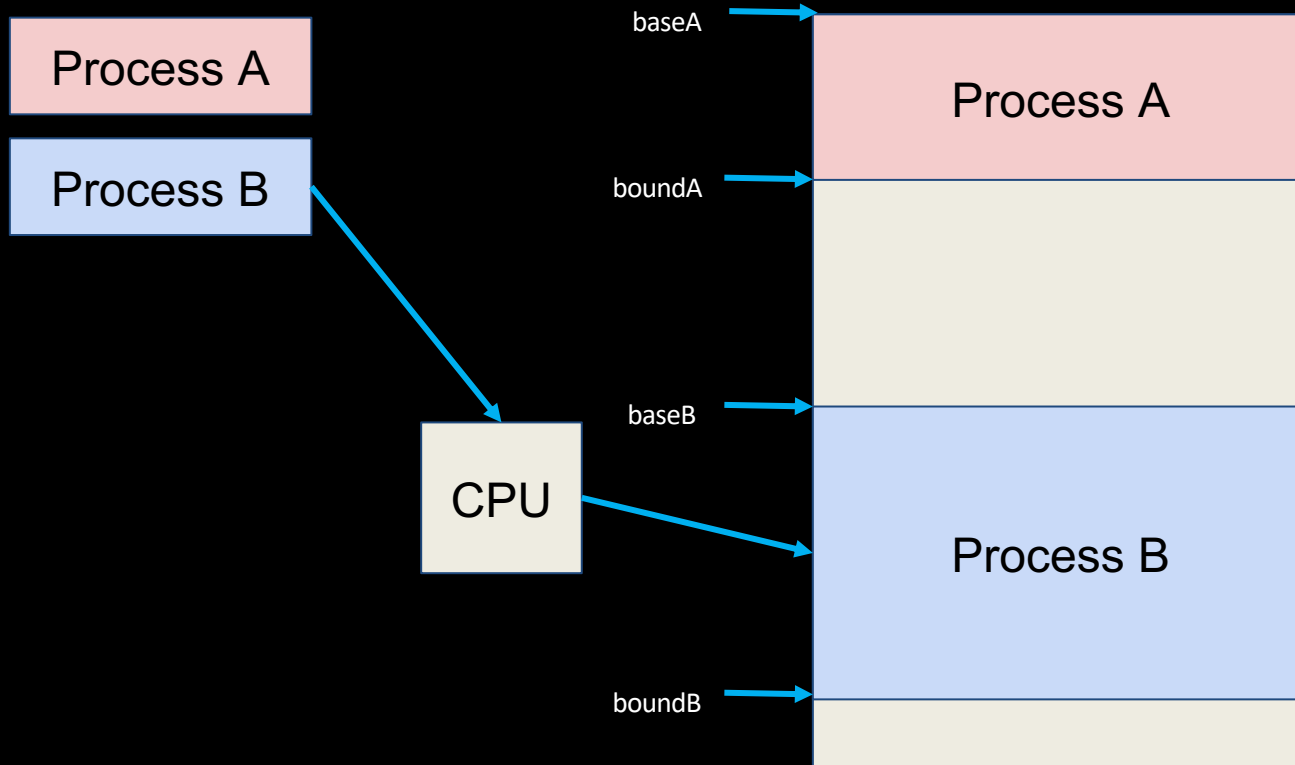 Process A
Process B
CPU
baseA
boundA
baseB
boundB
Process A
Process B